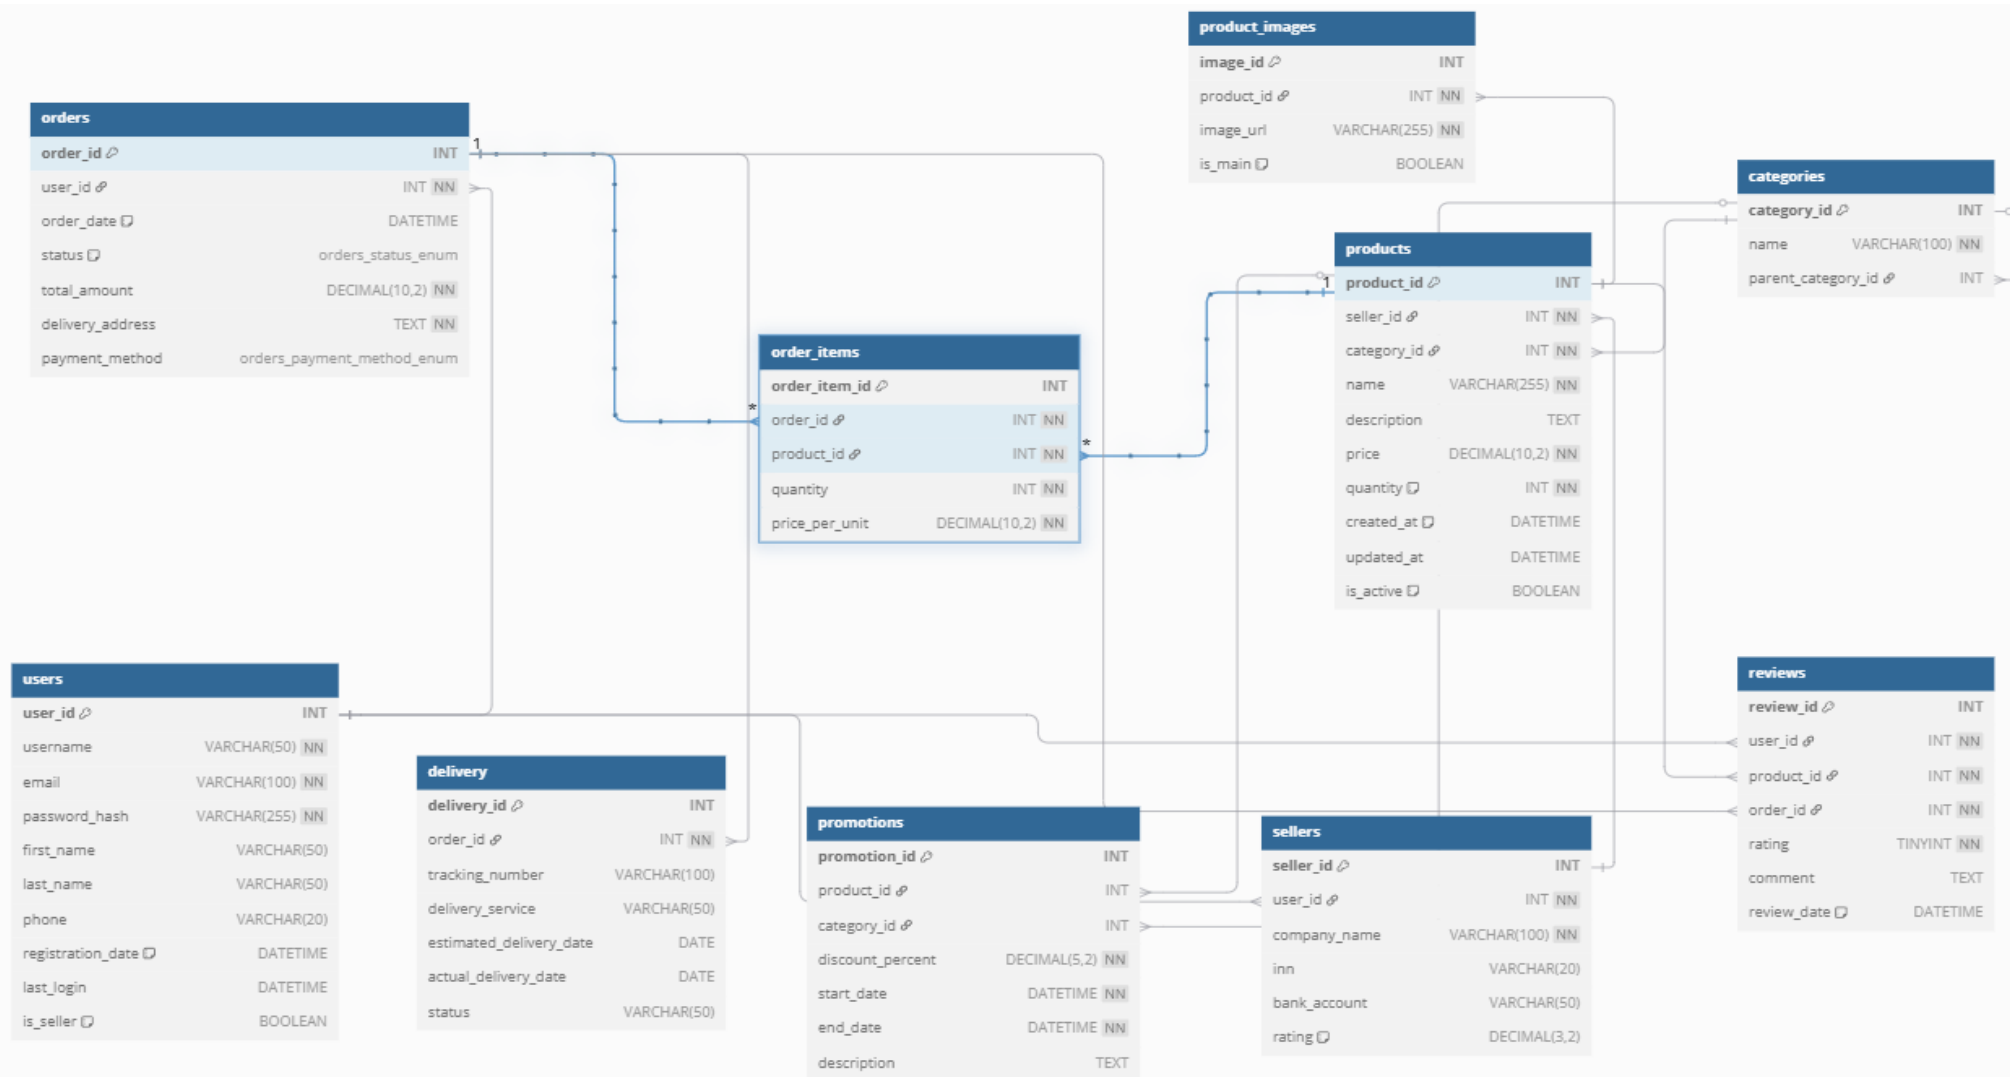 product_images
image_id INT
product_id INT NN
image_url VARCHAR(255) NN
is_main BOOLEAN
orders
order_id INT
user_id INT NN
order_date DATETIME
status orders_status_enum
total_amount DECIMAL(10,2) NN
delivery_address TEXT NN
payment_method orders_payment_method_enum
1
categories
category_id INT
name VARCHAR(100) NN
parent_category_id INT
products
product_id INT
seller_id INT NN
category_id INT NN
name VARCHAR(255) NN
description TEXT
price DECIMAL(10,2) NN
quantity INT NN
created_at DATETIME
updated_at DATETIME
is_active BOOLEAN
1
order_items
order_item_id INT
order_id INT NN
product_id INT NN
quantity INT NN
price_per_unit DECIMAL(10,2) NN
*
*
users
user_id INT
username VARCHAR(50) NN
email VARCHAR(100) NN
password_hash VARCHAR(255) NN
first_name VARCHAR(50)
last_name VARCHAR(50)
phone VARCHAR(20)
registration_date DATETIME
last_login DATETIME
is_seller BOOLEAN
delivery
delivery_id INT
order_id INT NN
tracking_number VARCHAR(100)
delivery_service VARCHAR(50)
estimated_delivery_date DATE
actual_delivery_date DATE
status VARCHAR(50)
promotions
promotion_id INT
product_id INT
category_id INT
discount_percent DECIMAL(5,2) NN
start_date DATETIME NN
end_date DATETIME NN
description TEXT
sellers
seller_id INT
user_id INT NN
company_name VARCHAR(100) NN
inn VARCHAR(20)
bank_account VARCHAR(50)
rating DECIMAL(3,2)
reviews
review_id INT
user_id INT NN
product_id INT NN
order_id INT NN
rating TINYINT NN
comment TEXT
review_date DATETIME